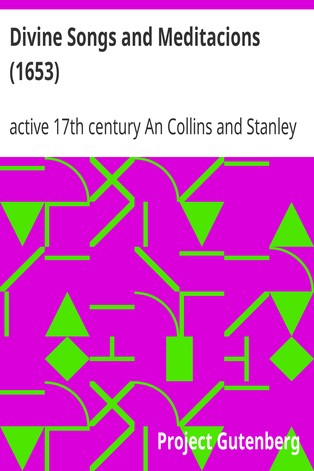 Divine Songs and Meditacions
(1653)
active 17th century An Collins and Stanley
Project Gutenberg